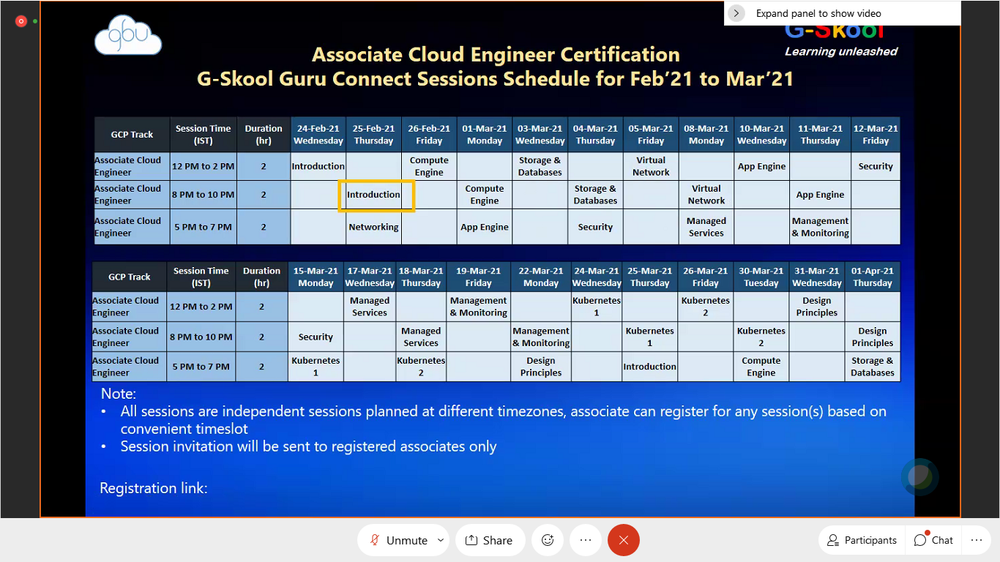 Expand panel to show video
gbu
G-Skool
Learning unleashed
Associate Cloud Engineer Certification
G-Skool Guru Connect Sessions Schedule for Feb’21 to Mar’21
GCP Track Session Time (IST) Duration (hr) 24-Feb-21 Wednesday 25-Feb-21 Thursday 26-Feb-21 Friday 01-Mar-21 Monday 03-Mar-21 Wednesday 04-Mar-21 Thursday 05-Mar-21 Friday 08-Mar-21 Monday 10-Mar-21 Wednesday 11-Mar-21 Thursday 12-Mar-21 Friday
Associate Cloud Engineer 12 PM to 2 PM 2 Introduction Compute Engine Storage & Databases Virtual Network App Engine Security
Associate Cloud Engineer 8 PM to 10 PM 2 Introduction Compute Engine Storage & Databases Virtual Network App Engine
Associate Cloud Engineer 5 PM to 7 PM 2 Networking App Engine Security Managed Services Management & Monitoring
GCP Track Session Time (IST) Duration (hr) 15-Mar-21 Monday 17-Mar-21 Wednesday 18-Mar-21 Thursday 19-Mar-21 Friday 22-Mar-21 Monday 24-Mar-21 Wednesday 25-Mar-21 Thursday 26-Mar-21 Friday 30-Mar-21 Tuesday 31-Mar-21 Wednesday 01-Apr-21 Thursday
Associate Cloud Engineer 12 PM to 2 PM 2 Managed Services Management & Monitoring Kubernetes 1 Kubernetes 2 Design Principles
Associate Cloud Engineer 8 PM to 10 PM 2 Security Managed Services Management & Monitoring Kubernetes 1 Kubernetes 2 Design Principles
Associate Cloud Engineer 5 PM to 7 PM 2 Kubernetes 1 Kubernetes 2 Design Principles Introduction Compute Engine Storage & Databases
Note:
• All sessions are independent sessions planned at different timezones, associate can register for any session(s) based on
convenient timeslot
• Session invitation will be sent to registered associates only
Registration link:
Unmute Share Participants Chat